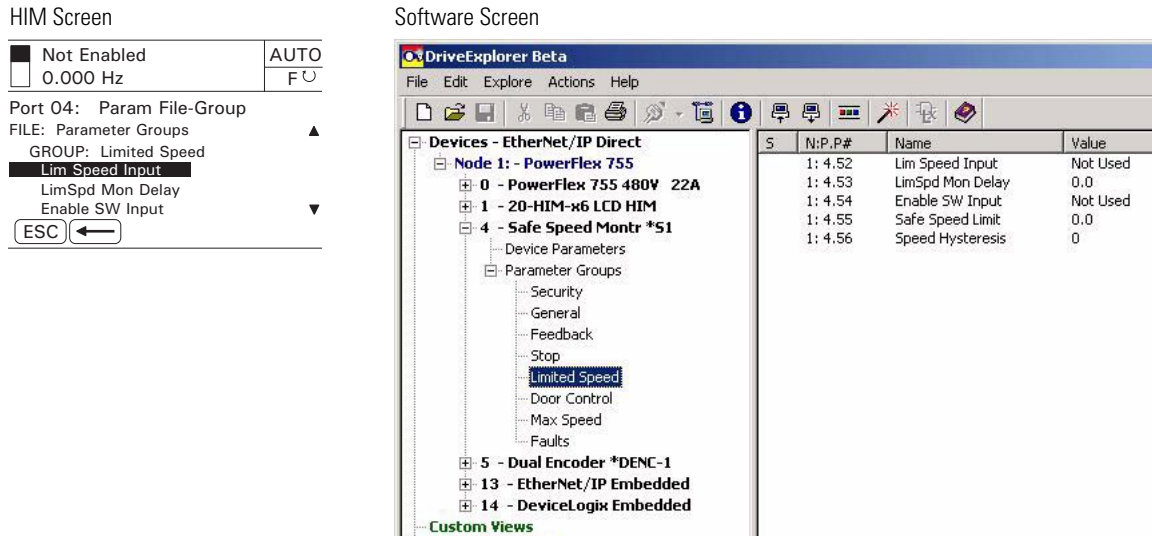 HIM Screen
Not Enabled AUTO
0.000 Hz F
Port 04: Param File-Group
FILE: Parameter Groups
GROUP: Limited Speed
Lim Speed Input
LimSpd Mon Delay
Enable SW Input
ESC
Software Screen
DriveExplorer Beta
File Edit Explore Actions Help
Devices - EtherNet/IP Direct
Node 1: - PowerFlex 755
0 - PowerFlex 755 480V 22A
1 - 20-HIM-x6 LCD HIM
4 - Safe Speed Montr *S1
Device Parameters
Parameter Groups
Security
General
Feedback
Stop
Limited Speed
Door Control
Max Speed
Faults
5 - Dual Encoder *DENC-1
13 - EtherNet/IP Embedded
14 - DeviceLogix Embedded
Custom Views
S N:P.P# Name Value
1: 4.52 Lim Speed Input Not Used
1: 4.53 LimSpd Mon Delay 0.0
1: 4.54 Enable SW Input Not Used
1: 4.55 Safe Speed Limit 0.0
1: 4.56 Speed Hysteresis 0